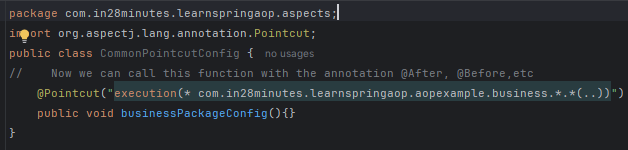 package com.in28minutes.learnspringaop.aspects;
import org.aspectj.lang.annotation.Pointcut;
public class CommonPointcutConfig { no usages
//    Now we can call this function with the annotation @After, @Before,etc
    @Pointcut("execution(* com.in28minutes.learnspringaop.aopexample.business.*.*(..))")
    public void businessPackageConfig(){}
}